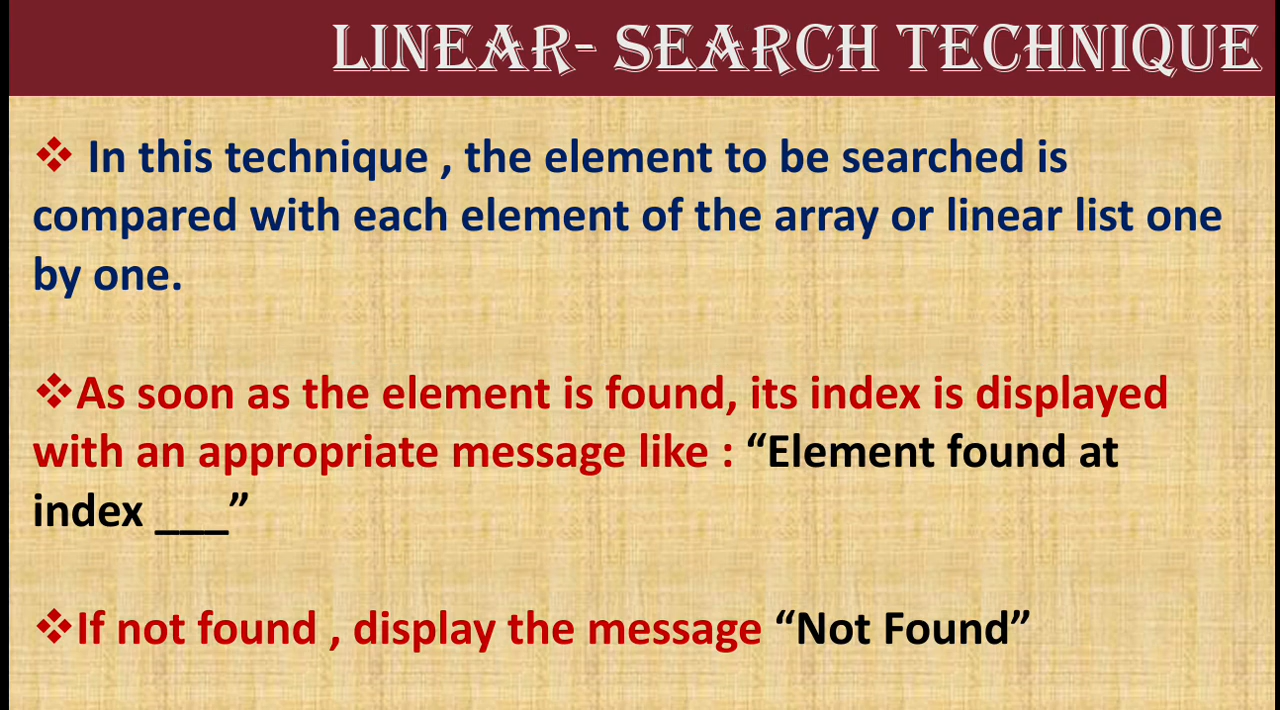 LINEAR- SEARCH TECHNIQUE
❖ In this technique , the element to be searched is
compared with each element of the array or linear list one
by one.
❖As soon as the element is found, its index is displayed
with an appropriate message like : “Element found at
index ___”
❖If not found , display the message “Not Found”